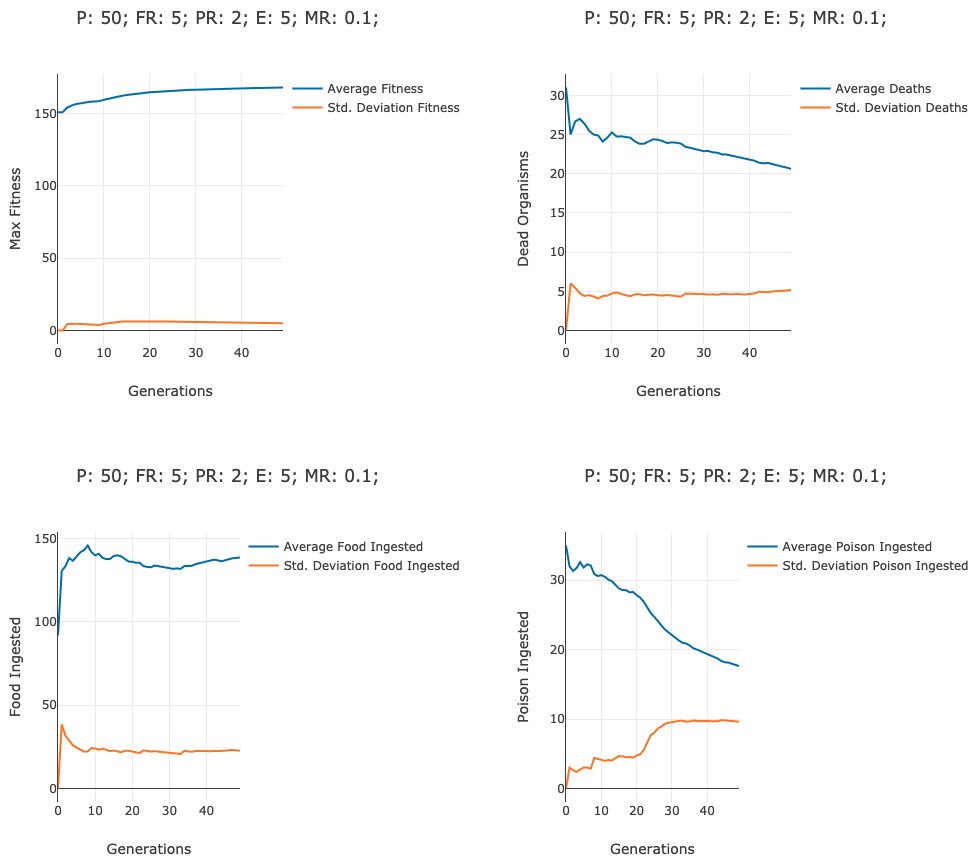 P: 50; FR: 5; PR: 2; E: 5; MR: 0.1;
Average Fitness
Std. Deviation Fitness
Max Fitness
150
100
50
0
0 10 20 30 40
Generations
P: 50; FR: 5; PR: 2; E: 5; MR: 0.1;
Average Deaths
Std. Deviation Deaths
Dead Organisms
30
25
20
15
10
5
0
0 10 20 30 40
Generations
P: 50; FR: 5; PR: 2; E: 5; MR: 0.1;
Average Food Ingested
Std. Deviation Food Ingested
Food Ingested
150
100
50
0
0 10 20 30 40
Generations
P: 50; FR: 5; PR: 2; E: 5; MR: 0.1;
Average Poison Ingested
Std. Deviation Poison Ingested
Poison Ingested
30
20
10
0
0 10 20 30 40
Generations